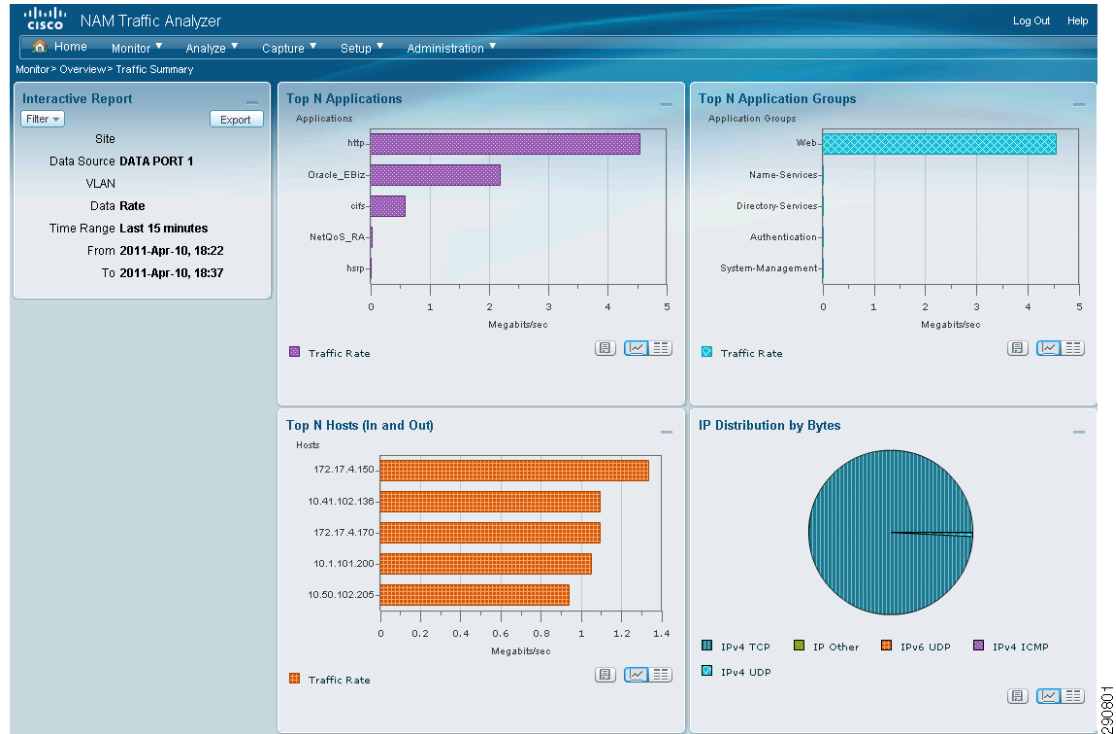 cisco NAM Traffic Analyzer
Log Out Help
Home Monitor Analyze Capture Setup Administration
Monitor> Overview> Traffic Summary
Interactive Report
Filter Export
Site
Data Source DATA PORT 1
VLAN
Data Rate
Time Range Last 15 minutes
From 2011-Apr-10, 18:22
To 2011-Apr-10, 18:37
Top N Applications
Applications
http
Oracle_EBiz
cifs
NetQoS_RA
hsrp
0 1 2 3 4 5
Megabits/sec
Traffic Rate
Top N Application Groups
Application Groups
Web
Name-Services
Directory-Services
Authentication
System-Management
0 1 2 3 4 5
Megabits/sec
Traffic Rate
Top N Hosts (In and Out)
Hosts
172.17.4.150
10.41.102.136
172.17.4.170
10.1.101.200
10.50.102.205
0 0.2 0.4 0.6 0.8 1 1.2 1.4
Megabits/sec
Traffic Rate
IP Distribution by Bytes
IPv4 TCP IP Other IPv6 UDP IPv4 ICMP
IPv4 UDP
290801